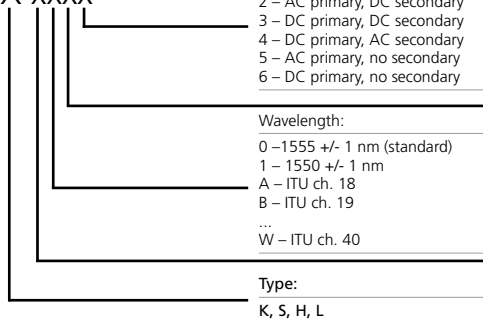 2 – AC primary, DC secondary
3 – DC primary, DC secondary
4 – DC primary, AC secondary
5 – AC primary, no secondary
6 – DC primary, no secondary
Wavelength:
0 –1555 +/- 1 nm (standard)
1 – 1550 +/- 1 nm
A – ITU ch. 18
B – ITU ch. 19
...
W – ITU ch. 40
Type:
K, S, H, L